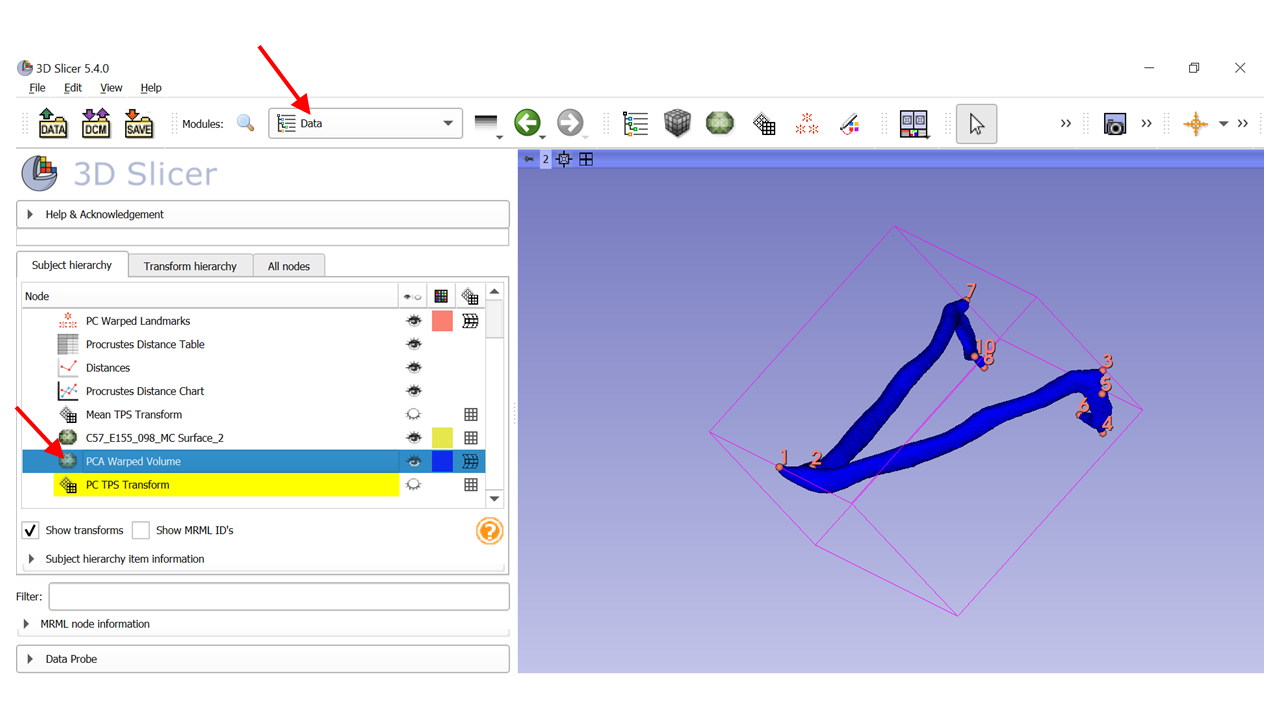 3D Slicer 5.4.0
File Edit View Help
DATA DCM SAVE Modules: Data
2
3D Slicer
Help & Acknowledgement
Subject hierarchy Transform hierarchy All nodes
Node
PC Warped Landmarks
Procrustes Distance Table
Distances
Procrustes Distance Chart
Mean TPS Transform
C57_E155_098_MC Surface_2
PCA Warped Volume
PC TPS Transform
Show transforms Show MRML ID's
?
Subject hierarchy item information
Filter:
MRML node information
Data Probe
7
10
8
3
5
6
4
1
2